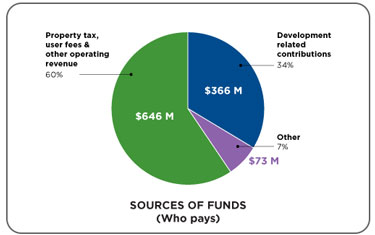 Property tax,
user fees &
other operating
revenue
60%
Development
related
contributions
34%
$366 M
$646 M
Other
7%
$73 M
SOURCES OF FUNDS
(Who pays)